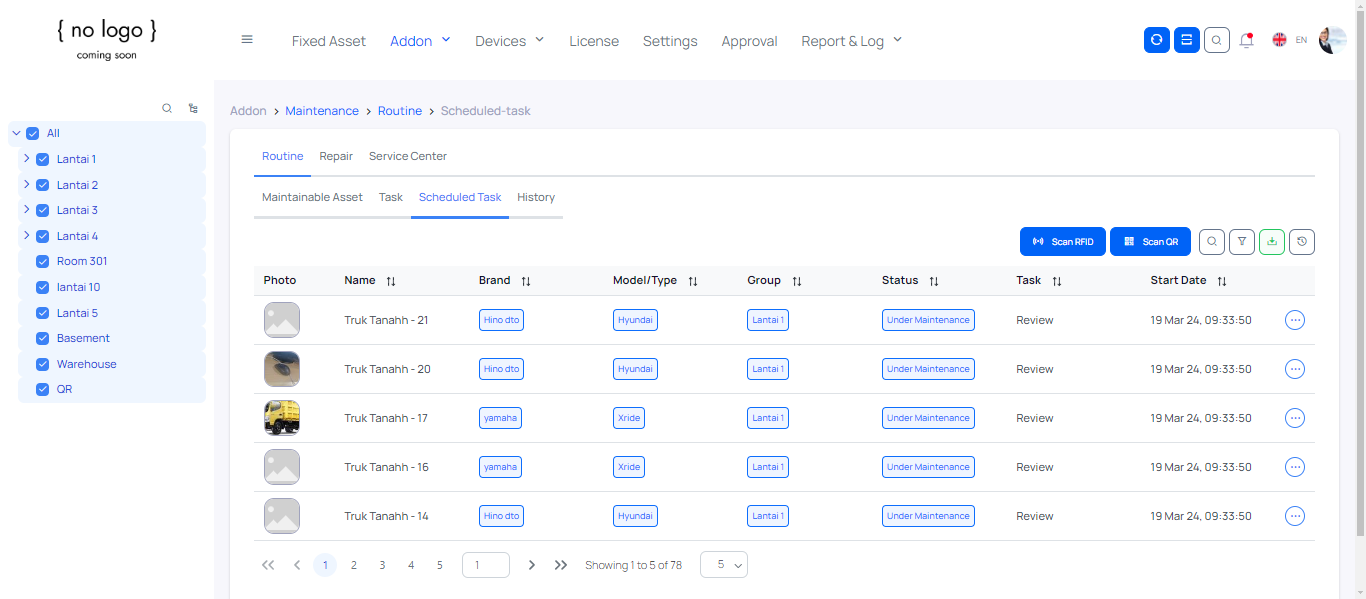 { no logo }
coming soon
Fixed Asset Addon Devices License Settings Approval Report & Log EN
All
Lantai 1
Lantai 2
Lantai 3
Lantai 4
Room 301
lantai 10
Lantai 5
Basement
Warehouse
QR
Addon > Maintenance > Routine > Scheduled-task
Routine Repair Service Center
Maintainable Asset Task Scheduled Task History
Scan RFID Scan QR
Photo Name Brand Model/Type Group Status Task Start Date
Truk Tanahh - 21 Hino dto Hyundai Lantai 1 Under Maintenance Review 19 Mar 24, 09:33:50
Truk Tanahh - 20 Hino dto Hyundai Lantai 1 Under Maintenance Review 19 Mar 24, 09:33:50
Truk Tanahh - 17 yamaha Xride Lantai 1 Under Maintenance Review 19 Mar 24, 09:33:50
Truk Tanahh - 16 yamaha Xride Lantai 1 Under Maintenance Review 19 Mar 24, 09:33:50
Truk Tanahh - 14 Hino dto Hyundai Lantai 1 Under Maintenance Review 19 Mar 24, 09:33:50
1 2 3 4 5 1 Showing 1 to 5 of 78 5